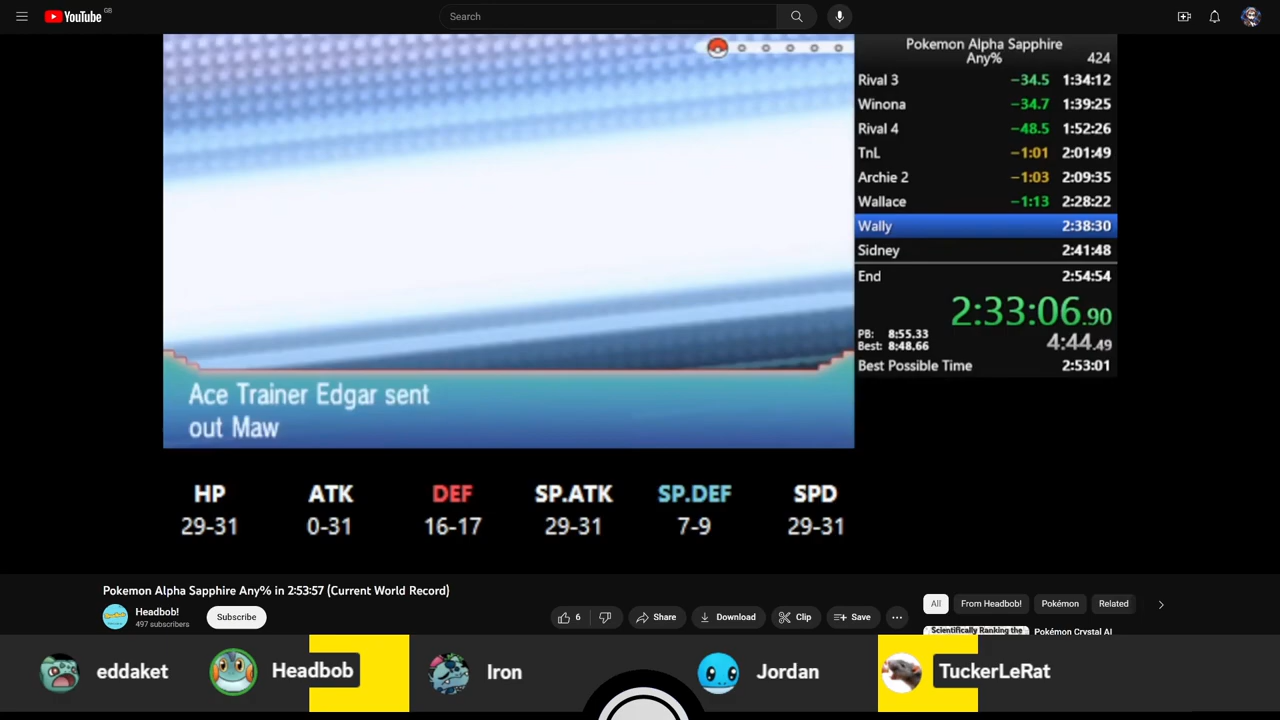 YouTube GB
Search
Pokemon Alpha Sapphire
Any% 424
Rival 3 −34.5 1:34:12
Winona −34.7 1:39:25
Rival 4 −48.5 1:52:26
TnL −1:01 2:01:49
Archie 2 −1:03 2:09:35
Wallace −1:13 2:28:22
Wally 2:38:30
Sidney 2:41:48
End 2:54:54
2:33:06.90
PB: 8:55.33
Best: 8:48.66
4:44.49
Best Possible Time 2:53:01
Ace Trainer Edgar sent
out Maw
HP ATK DEF SP.ATK SP.DEF SPD
29-31 0-31 16-17 29-31 7-9 29-31
Pokemon Alpha Sapphire Any% in 2:53:57 (Current World Record)
Headbob!
497 subscribers
Subscribe
6
Share
Download
Clip
Save
All
From Headbob!
Pokémon
Related
Scientifically Ranking the
Pokémon Crystal AI
eddaket
Headbob
Iron
Jordan
TuckerLeRat